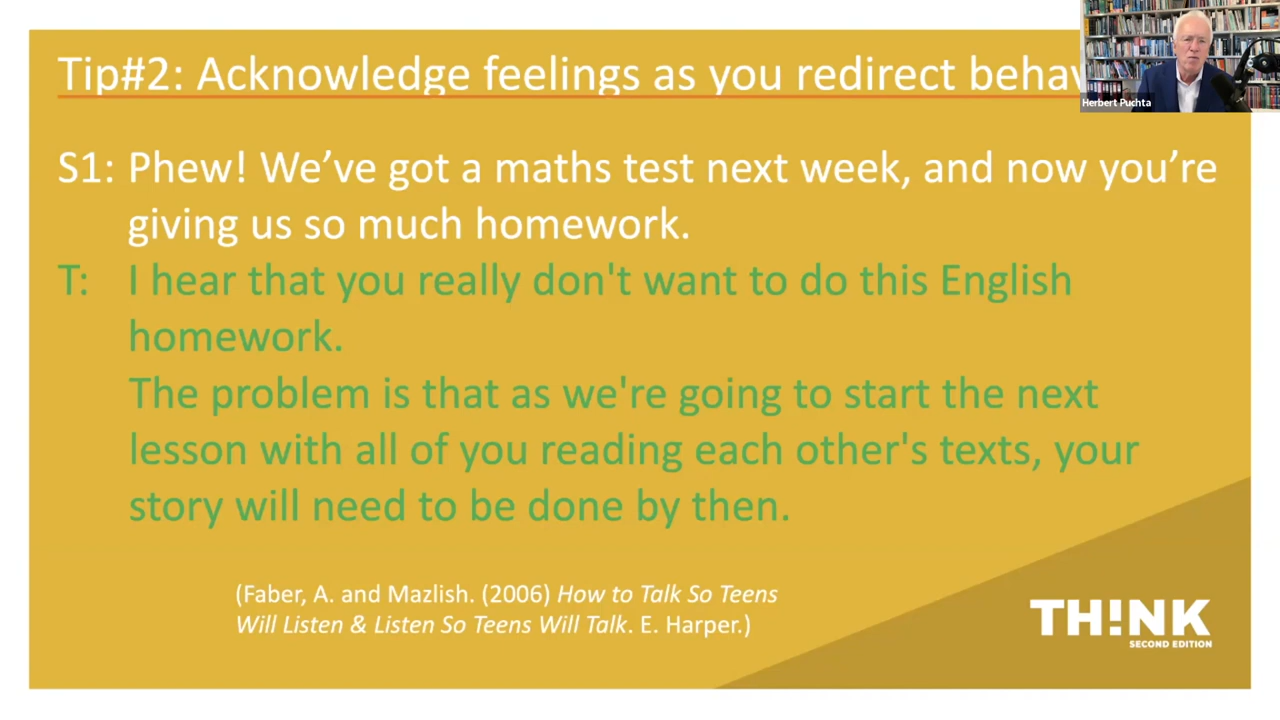 Tip#2: Acknowledge feelings as you redirect
Herbert Puchta
S1: Phew! We’ve got a maths test next week, and now you’re
giving us so much homework.
T: I hear that you really don't want to do this English
homework.
The problem is that as we're going to start the next
lesson with all of you reading each other's texts, your
story will need to be done by then.
(Faber, A. and Mazlish. (2006) How to Talk So Teens
Will Listen & Listen So Teens Will Talk. E. Harper.)
TH!NK
SECOND EDITION